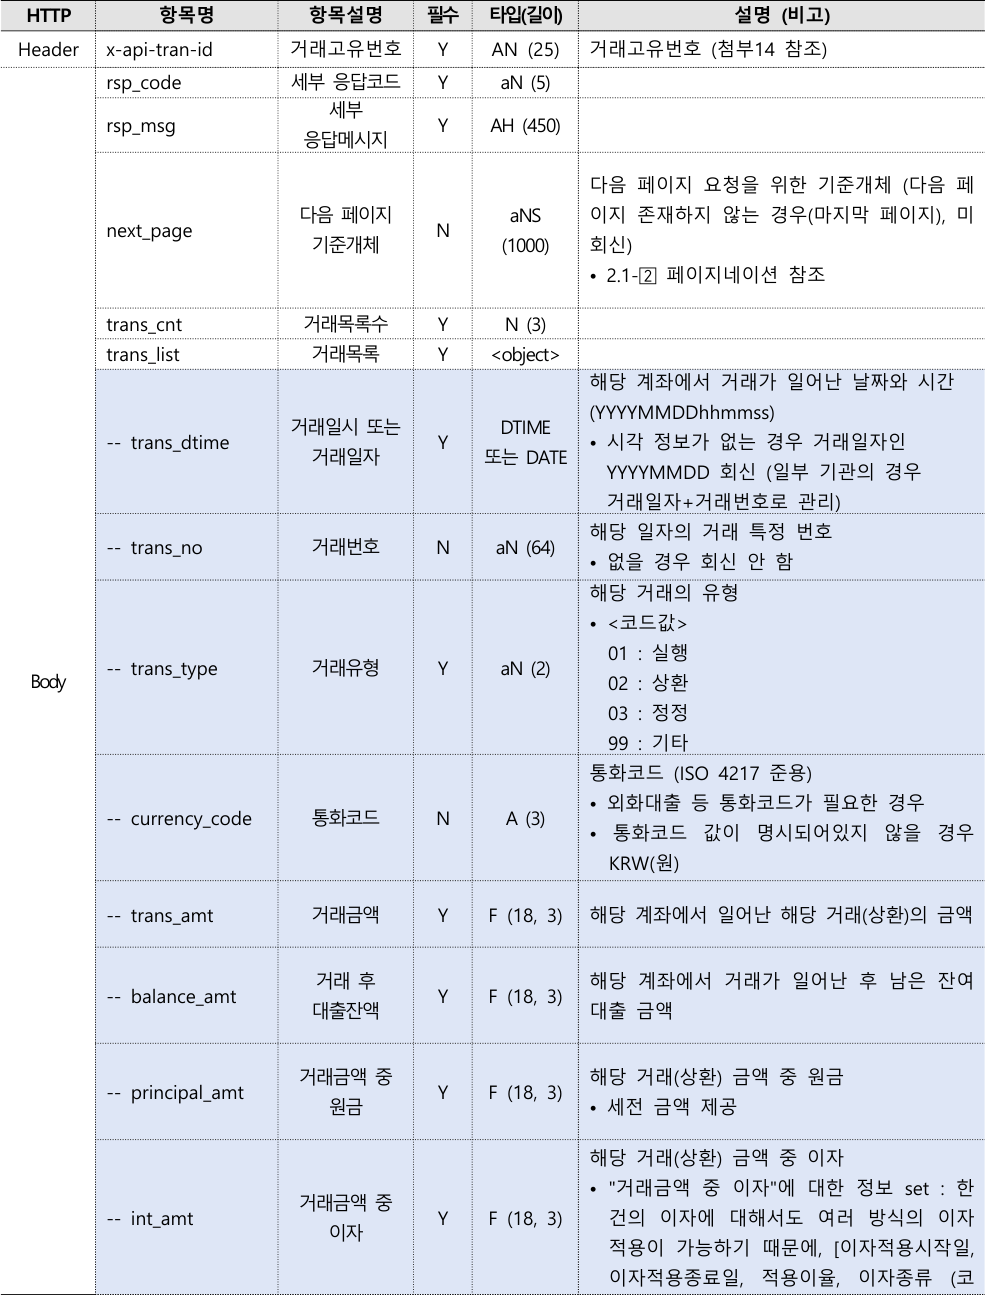 HTTP 항목명 항목설명 필수 타입(길이) 설명 (비고)
Header x-api-tran-id 거래고유번호 Y AN (25) 거래고유번호 (첨부14 참조)
Body
rsp_code 세부 응답코드 Y aN (5)
rsp_msg 세부
응답메시지 Y AH (450)
next_page 다음 페이지
기준개체 N aNS
(1000)
다음 페이지 요청을 위한 기준개체 (다음 페
이지 존재하지 않는 경우(마지막 페이지), 미
회신)
• 2.1-2 페이지네이션 참조
trans_cnt 거래목록수 Y N (3)
trans_list 거래목록 Y <object>
-- trans_dtime 거래일시 또는
거래일자 Y DTIME
또는 DATE
해당 계좌에서 거래가 일어난 날짜와 시간
(YYYYMMDDhhmmss)
• 시각 정보가 없는 경우 거래일자인
YYYYMMDD 회신 (일부 기관의 경우
거래일자+거래번호로 관리)
-- trans_no 거래번호 N aN (64)
해당 일자의 거래 특정 번호
• 없을 경우 회신 안 함
-- trans_type 거래유형 Y aN (2)
해당 거래의 유형
• <코드값>
01 : 실행
02 : 상환
03 : 정정
99 : 기타
-- currency_code 통화코드 N A (3)
통화코드 (ISO 4217 준용)
• 외화대출 등 통화코드가 필요한 경우
• 통화코드 값이 명시되어있지 않을 경우
KRW(원)
-- trans_amt 거래금액 Y F (18, 3) 해당 계좌에서 일어난 해당 거래(상환)의 금액
-- balance_amt 거래 후
대출잔액 Y F (18, 3)
해당 계좌에서 거래가 일어난 후 남은 잔여
대출 금액
-- principal_amt 거래금액 중
원금 Y F (18, 3)
해당 거래(상환) 금액 중 원금
• 세전 금액 제공
-- int_amt 거래금액 중
이자 Y F (18, 3)
해당 거래(상환) 금액 중 이자
• "거래금액 중 이자"에 대한 정보 set : 한
건의 이자에 대해서도 여러 방식의 이자
적용이 가능하기 때문에, [이자적용시작일,
이자적용종료일, 적용이율, 이자종류 (코